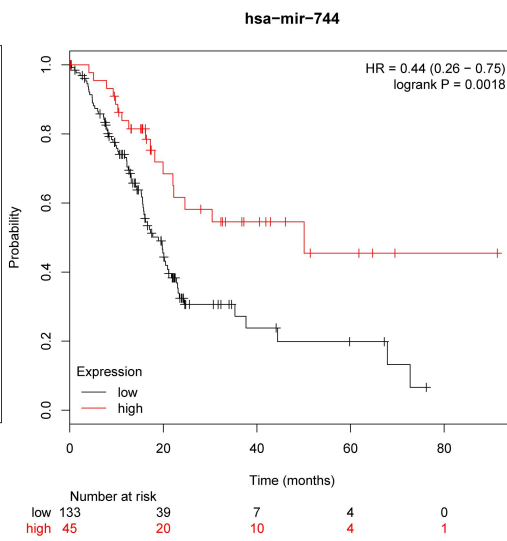 hsa−mir−744
HR = 0.44 (0.26 − 0.75)
logrank P = 0.0018
Probability
1.0
0.8
0.6
0.4
0.2
0.0
Expression
low
high
0 20 40 60 80
Time (months)
Number at risk
low 133 39 7 4 0
high 45 20 10 4 1